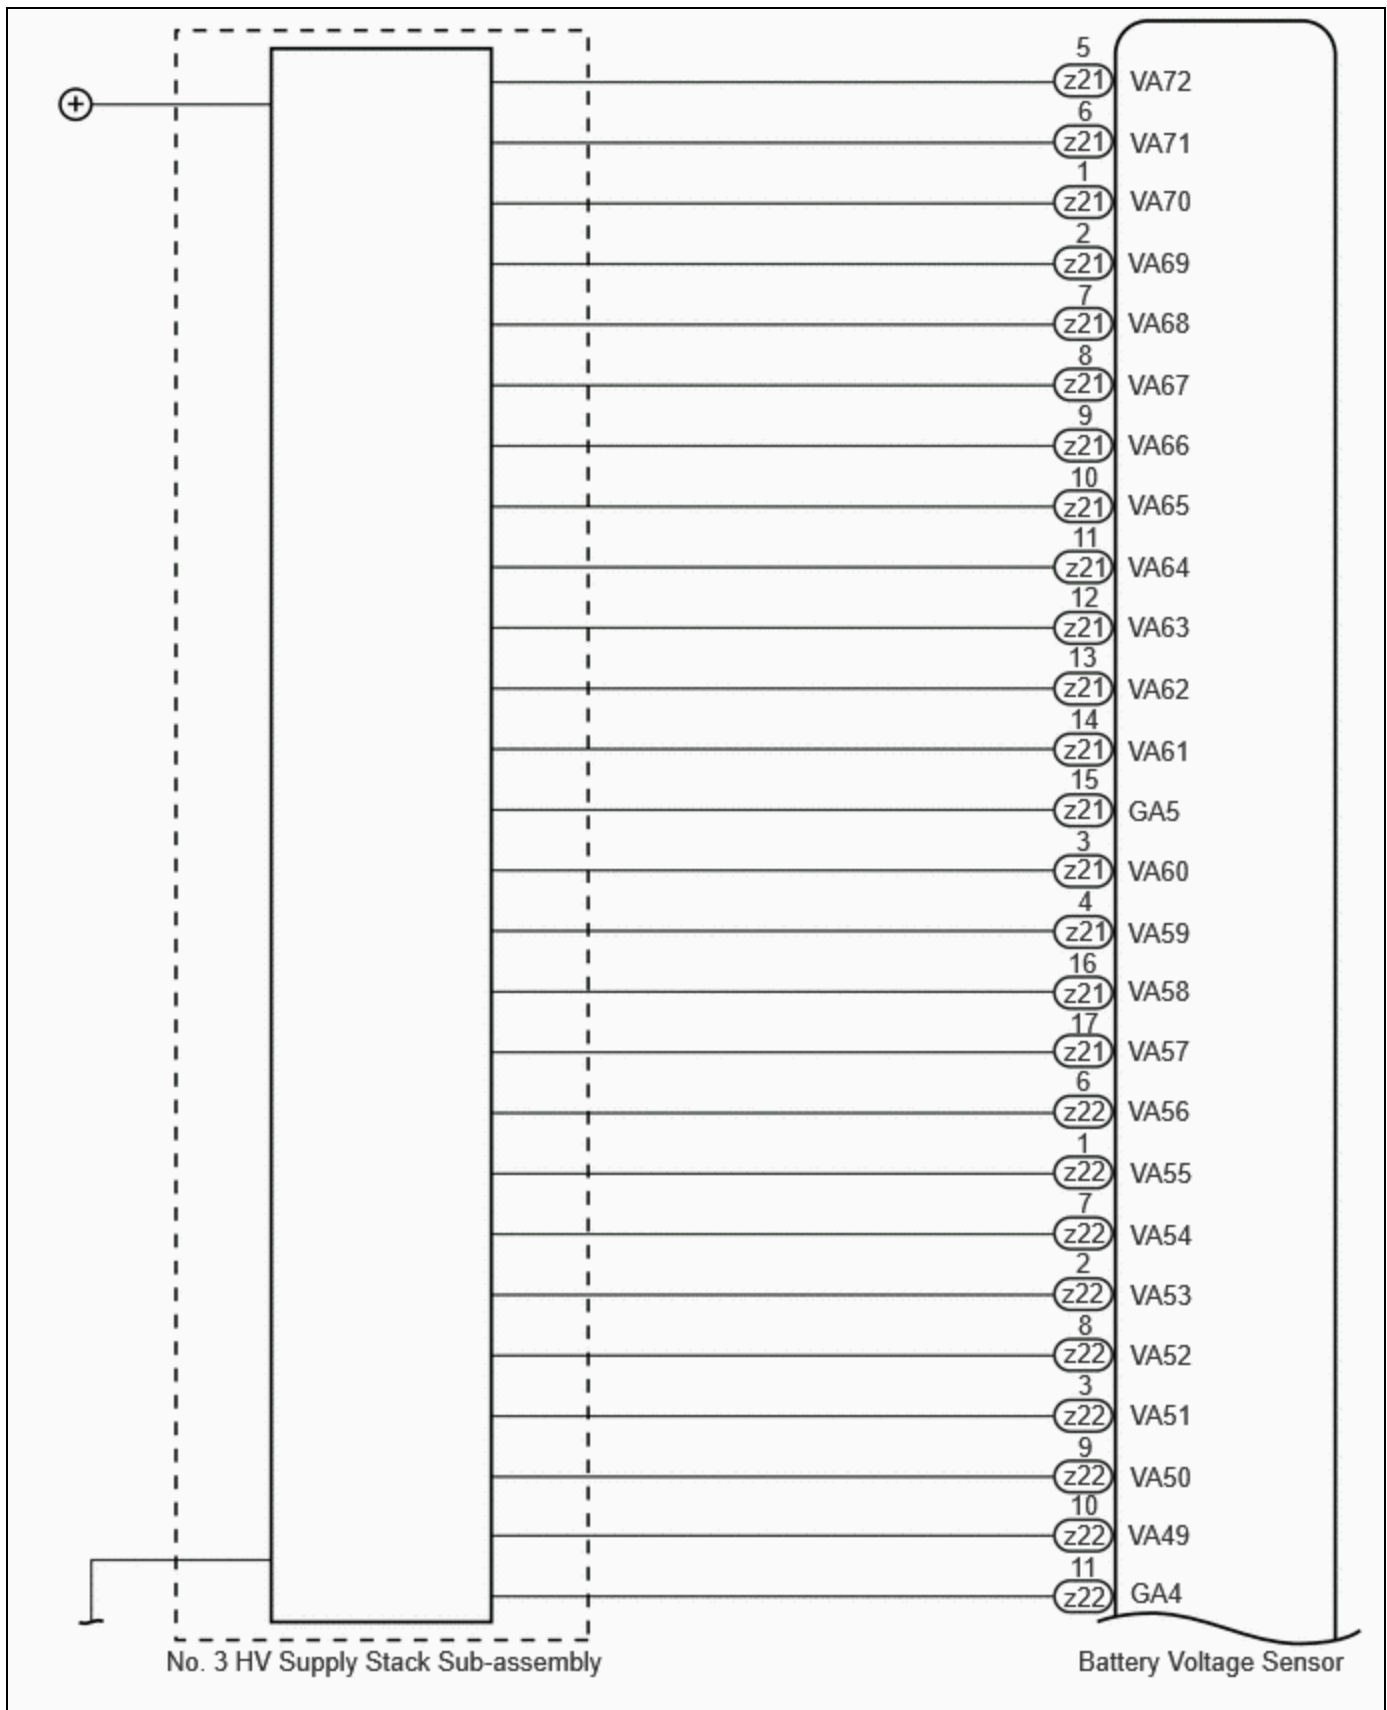 5
z21 VA72
6
z21 VA71
1
z21 VA70
2
z21 VA69
7
z21 VA68
8
z21 VA67
9
z21 VA66
10
z21 VA65
11
z21 VA64
12
z21 VA63
13
z21 VA62
14
z21 VA61
15
z21 GA5
3
z21 VA60
4
z21 VA59
16
z21 VA58
17
z21 VA57
6
z22 VA56
1
z22 VA55
7
z22 VA54
2
z22 VA53
8
z22 VA52
3
z22 VA51
9
z22 VA50
10
z22 VA49
11
z22 GA4
No. 3 HV Supply Stack Sub-assembly
Battery Voltage Sensor